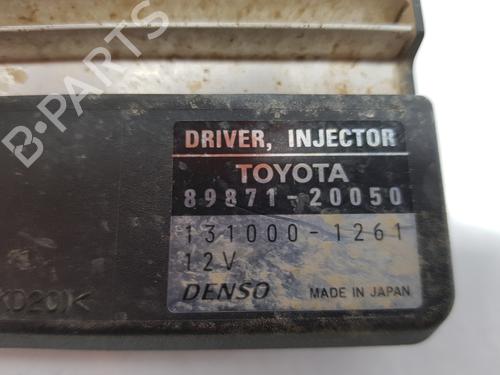 B-PARTS
DRIVER, INJECTOR
TOYOTA
89871-20050
131000-1261
12V
DENSO MADE IN JAPAN